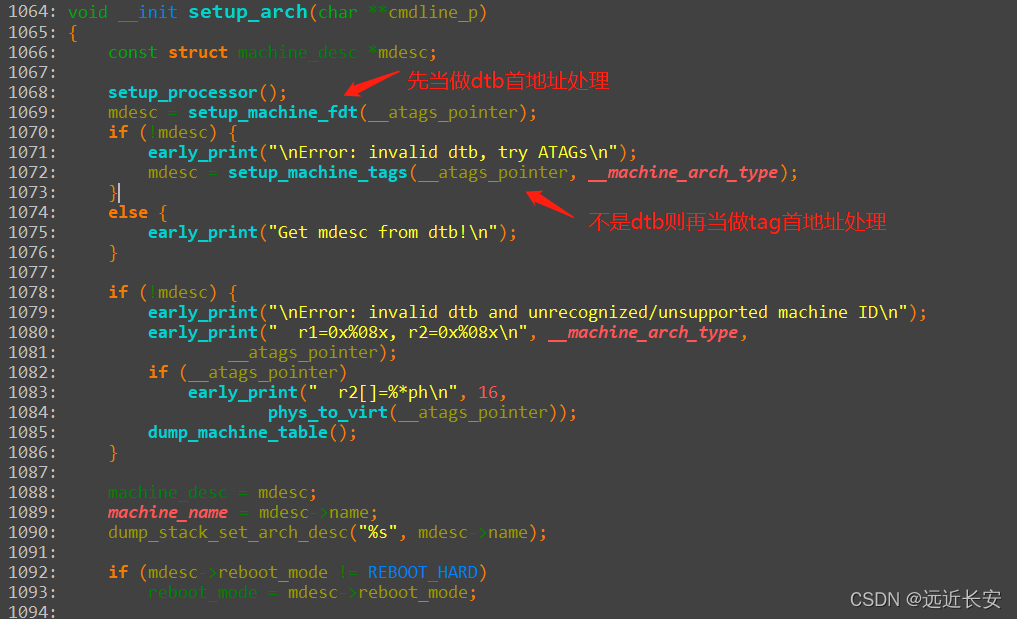 1064: void __init setup_arch(char **cmdline_p)
1065: {
1066:     const struct machine_desc *mdesc;
1067:
1068:     setup_processor();
先当做dtb首地址处理
1069:     mdesc = setup_machine_fdt(__atags_pointer);
1070:     if (!mdesc) {
1071:         early_print("\nError: invalid dtb, try ATAGs\n");
1072:         mdesc = setup_machine_tags(__atags_pointer, __machine_arch_type);
1073:     }
1074:     else {
不是dtb则再当做tag首地址处理
1075:         early_print("Get mdesc from dtb!\n");
1076:     }
1077:
1078:     if (!mdesc) {
1079:         early_print("\nError: invalid dtb and unrecognized/unsupported machine ID\n");
1080:         early_print("  r1=0x%08x, r2=0x%08x\n", __machine_arch_type,
1081:                 __atags_pointer);
1082:         if (__atags_pointer)
1083:             early_print("  r2[]=%*ph\n", 16,
1084:                     phys_to_virt(__atags_pointer));
1085:         dump_machine_table();
1086:     }
1087:
1088:     machine_desc = mdesc;
1089:     machine_name = mdesc->name;
1090:     dump_stack_set_arch_desc("%s", mdesc->name);
1091:
1092:     if (mdesc->reboot_mode != REBOOT_HARD)
1093:         reboot_mode = mdesc->reboot_mode;
1094:
CSDN @远近长安